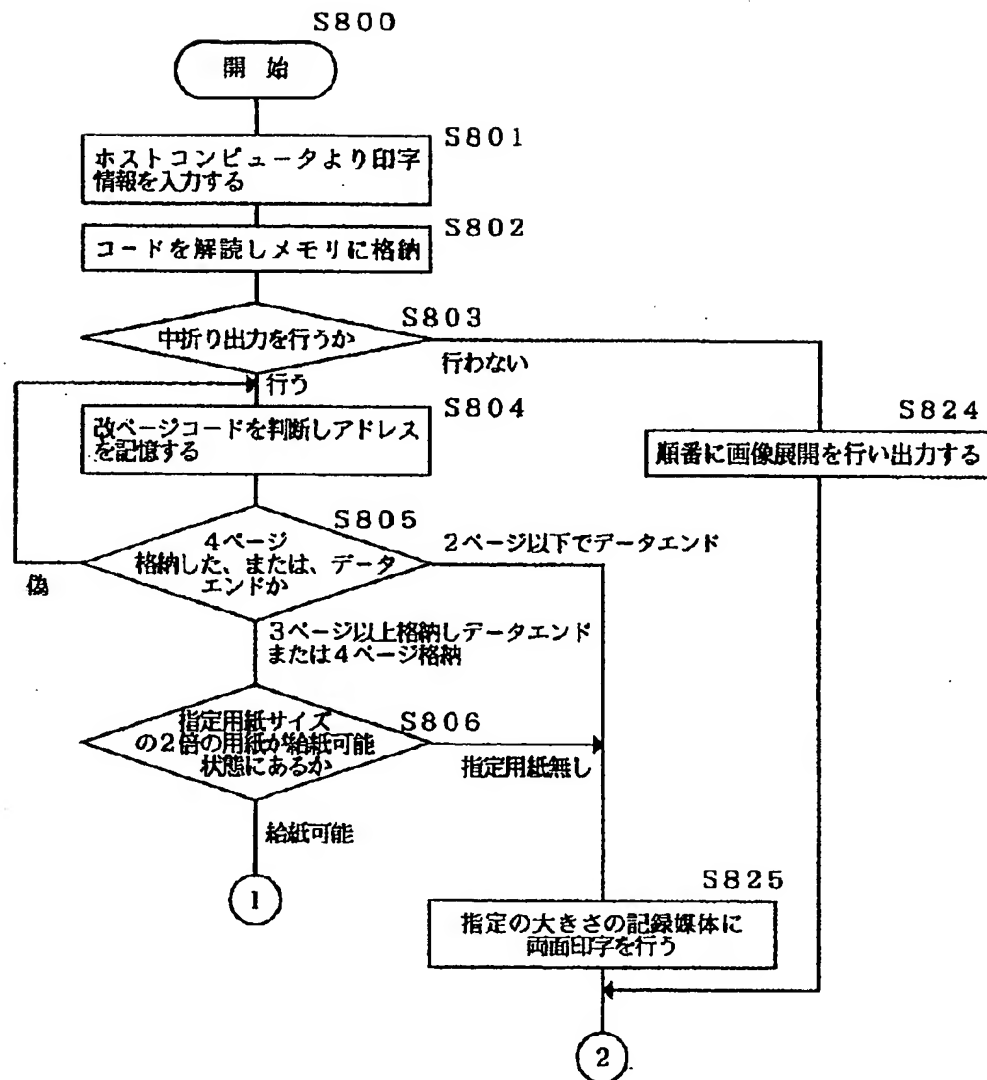 S800
開 始
S801
ホストコンピュータより印字
情報を入力する
S802
コードを解読しメモリに格納
S803
中折り出力を行うか
行わない
行う
S804
改ページコードを判断しアドレス
を記憶する
S824
順番に画像展開を行い出力する
S805
4ページ
格納した、または、データ
エンドか
2ページ以下でデータエンド
偽
3ページ以上格納しデータエンド
または4ページ格納
S806
指定用紙サイズ
の2倍の用紙が給紙可能
状態にあるか
指定用紙無し
給紙可能
1
S825
指定の大きさの記録媒体に
両面印字を行う
2